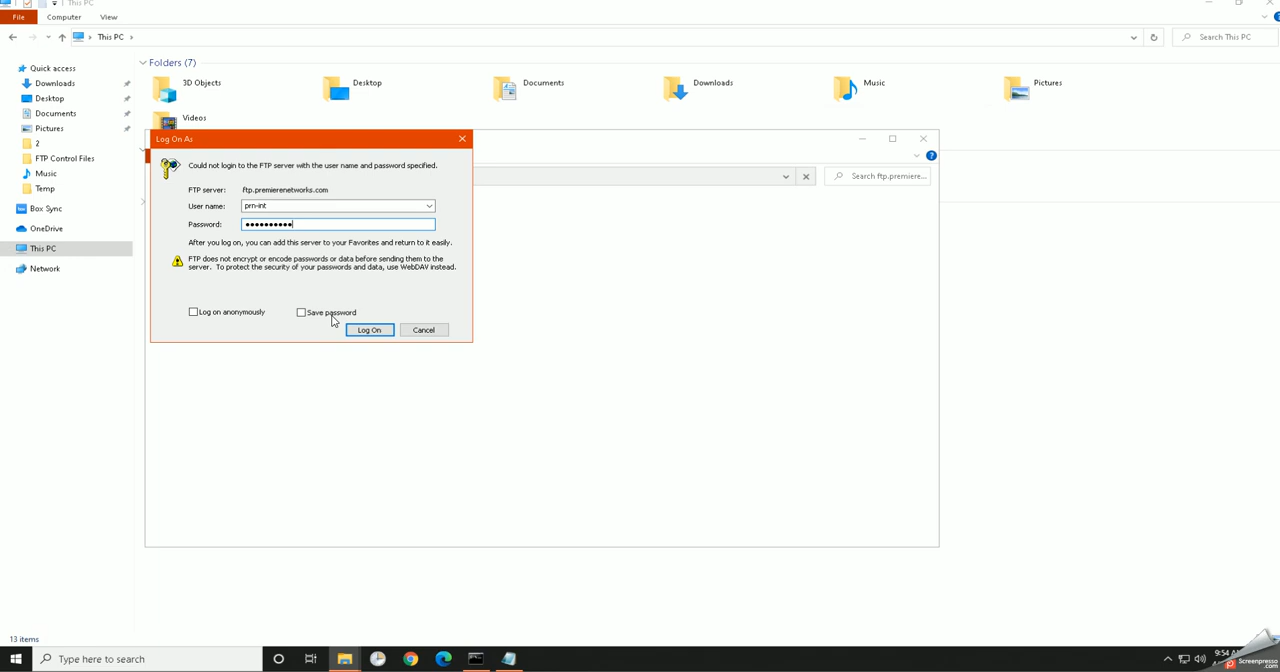 This PC
File Computer View
This PC
Search This PC
Quick access
Downloads
Desktop
Documents
Pictures
2
FTP Control Files
Music
Temp
Box Sync
OneDrive
This PC
Network
Folders (7)
3D Objects
Desktop
Documents
Downloads
Music
Pictures
Videos
Search ftp.premiere...
Log On As
Could not login to the FTP server with the user name and password specified.
FTP server: ftp.premierenetworks.com
User name: prn-int
Password: ●●●●●●●●●●
After you log on, you can add this server to your Favorites and return to it easily.
FTP does not encrypt or encode passwords or data before sending them to the
server. To protect the security of your passwords and data, use WebDAV instead.
Log on anonymously Save password
Log On Cancel
13 items
Type here to search
9:54
Screenpresso
.com